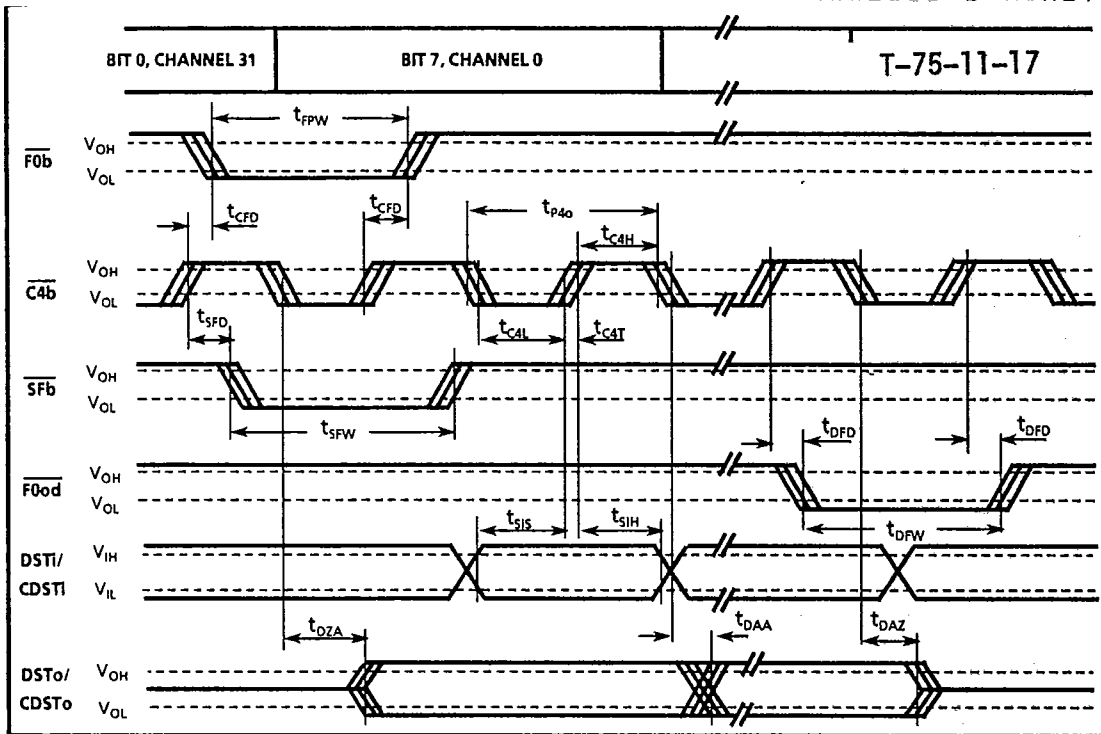 BIT 0, CHANNEL 31 BIT 7, CHANNEL 0 T-75-11-17
tFPW
F0b VOH
VOL
tCFD tCFD tP4o
tC4H
C4b VOH
VOL
tSFD tC4L tC4T
SFb VOH
VOL
tSFW tDFD tDFD
F0od VOH
VOL
tSIS tSIH tDFW
DSTi/ VIH
CDSTi VIL
tDZA tDAA tDAZ
DSTo/ VOH
CDSTo VOL